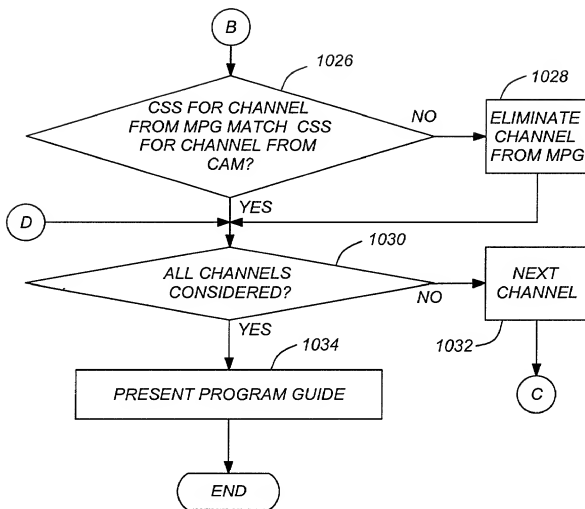 B
1026
CSS FOR CHANNEL
FROM MPG MATCH CSS
FOR CHANNEL FROM
CAM?
NO
1028
ELIMINATE
CHANNEL
FROM MPG
YES
D
1030
ALL CHANNELS
CONSIDERED?
NO
NEXT
CHANNEL
1032
YES
1034
C
PRESENT PROGRAM GUIDE
END